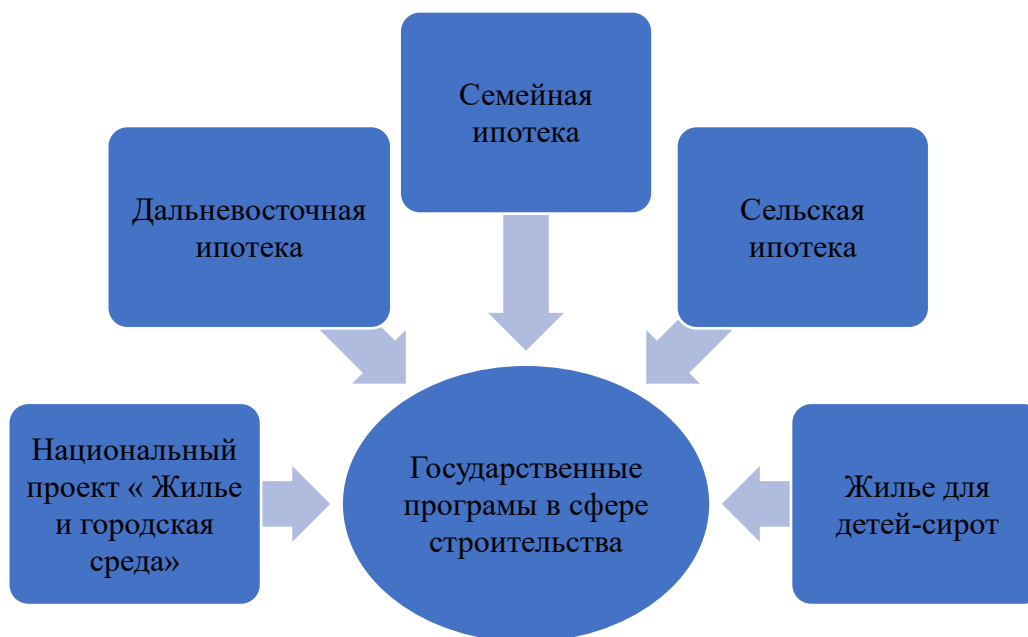 Семейная
ипотека
Дальневосточная
ипотека
Сельская
ипотека
Национальный
проект « Жилье
и городская
среда»
Государственные
програмы в сфере
строительства
Жилье для
детей-сирот